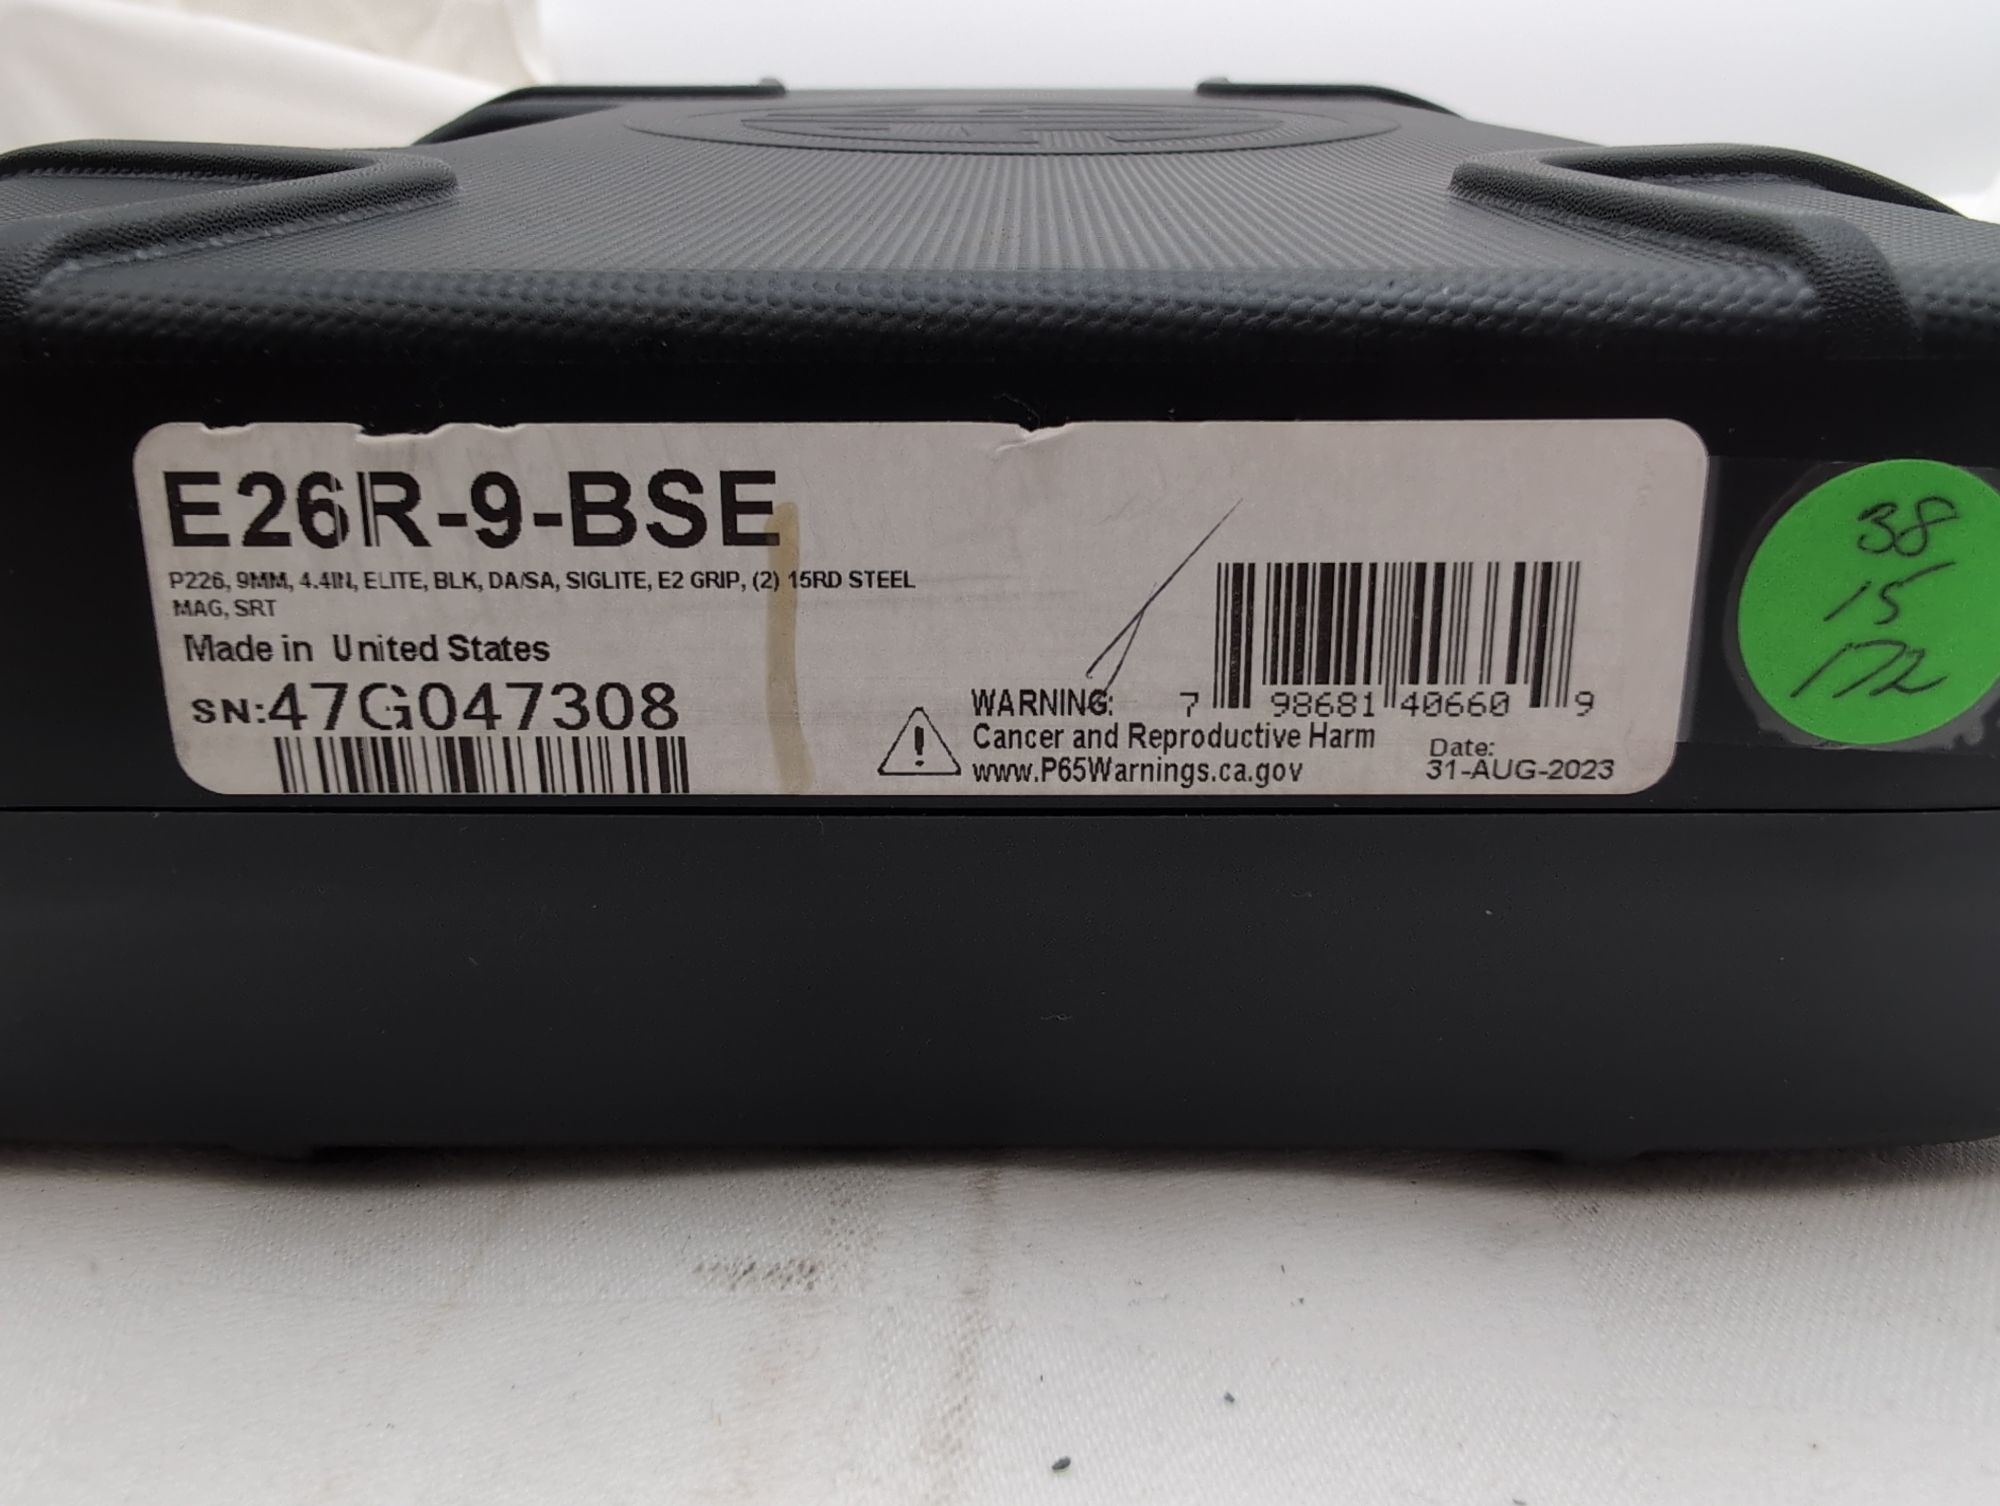 E26R-9-BSE
P226, 9MM, 4.4IN, ELITE, BLK, DA/SA, SIGLITE, E2 GRIP, (2) 15RD STEEL
MAG, SRT
Made in United States
SN:47G047308
WARNING:
Cancer and Reproductive Harm
www.P65Warnings.ca.gov
7 98681 40660 9
Date:
31-AUG-2023
38
15
172